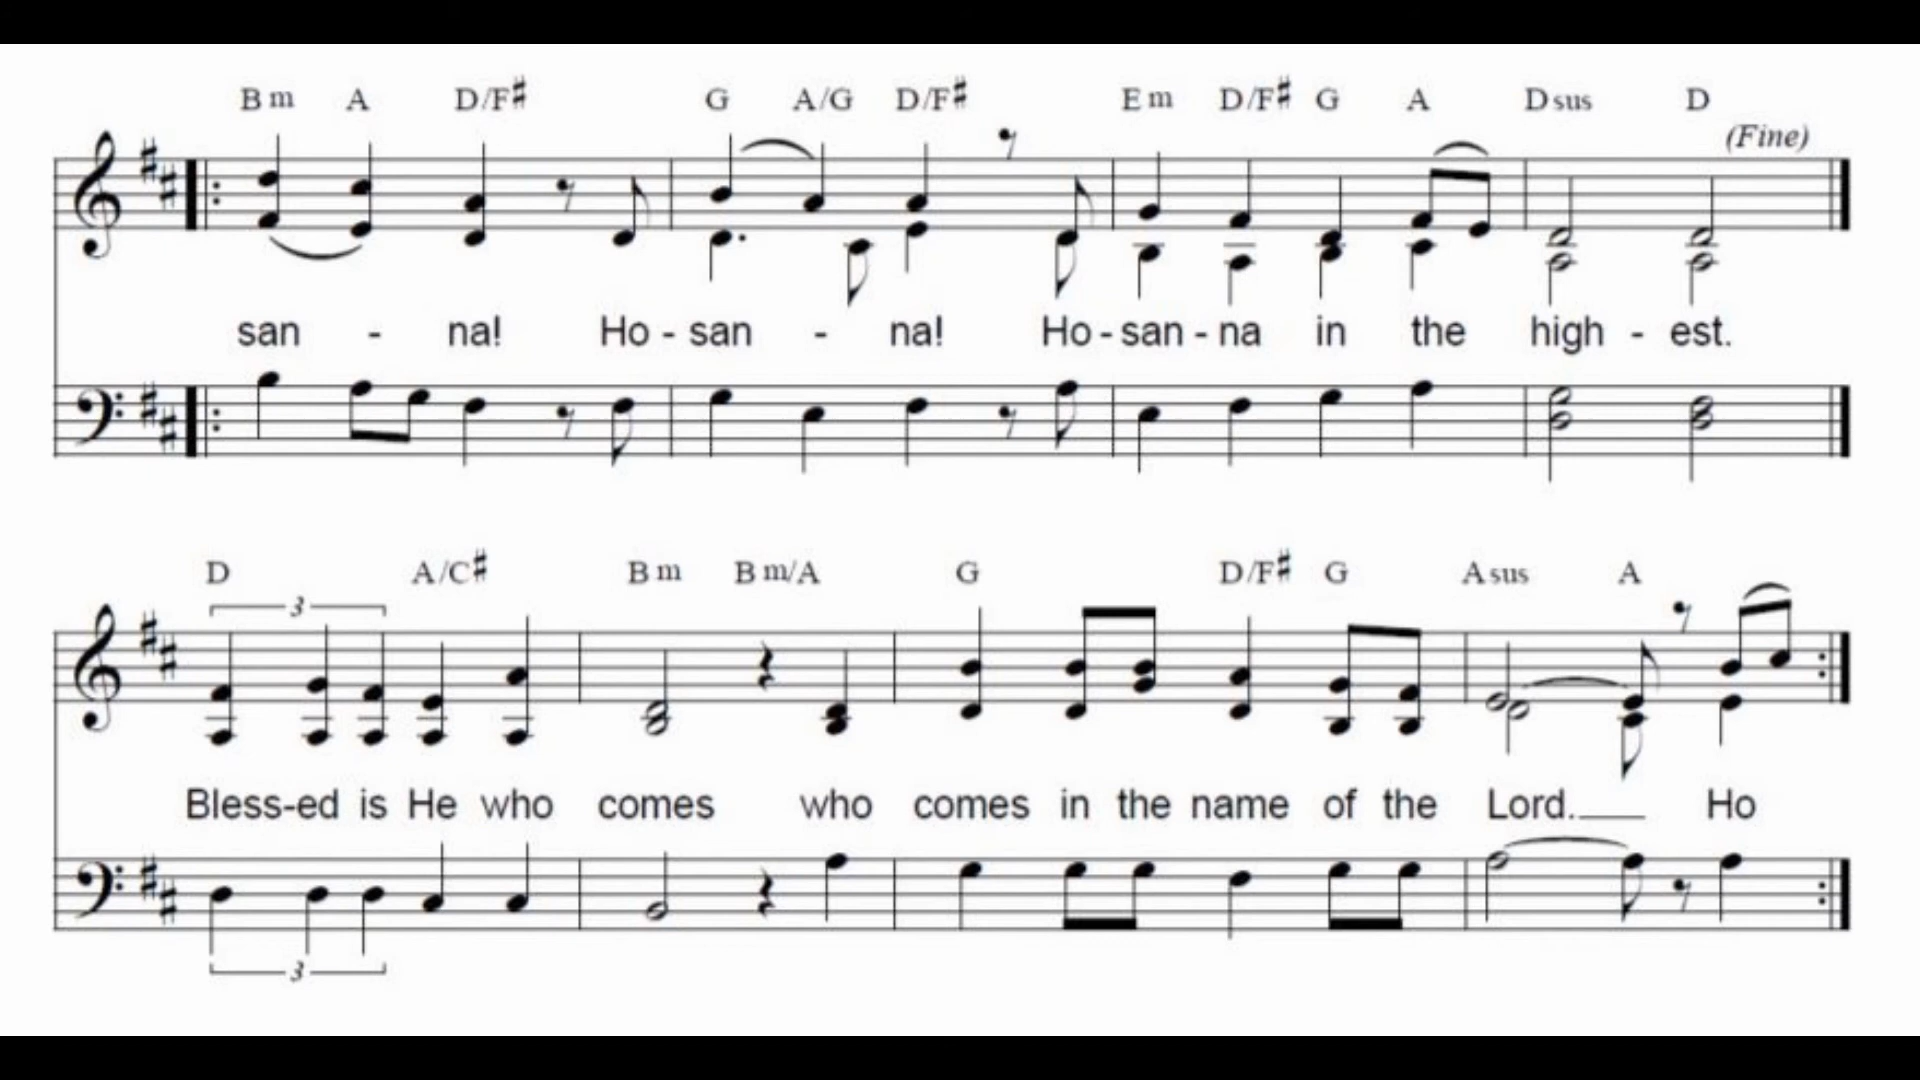 Bm A D/F♯ G A/G D/F♯ Em D/F♯ G A Dsus D
(Fine)
san - na! Ho - san - na! Ho - san - na in the high - est.
D A/C♯ Bm Bm/A G D/F♯ G Asus A
3
Bless-ed is He who comes who comes in the name of the Lord.__ Ho
3